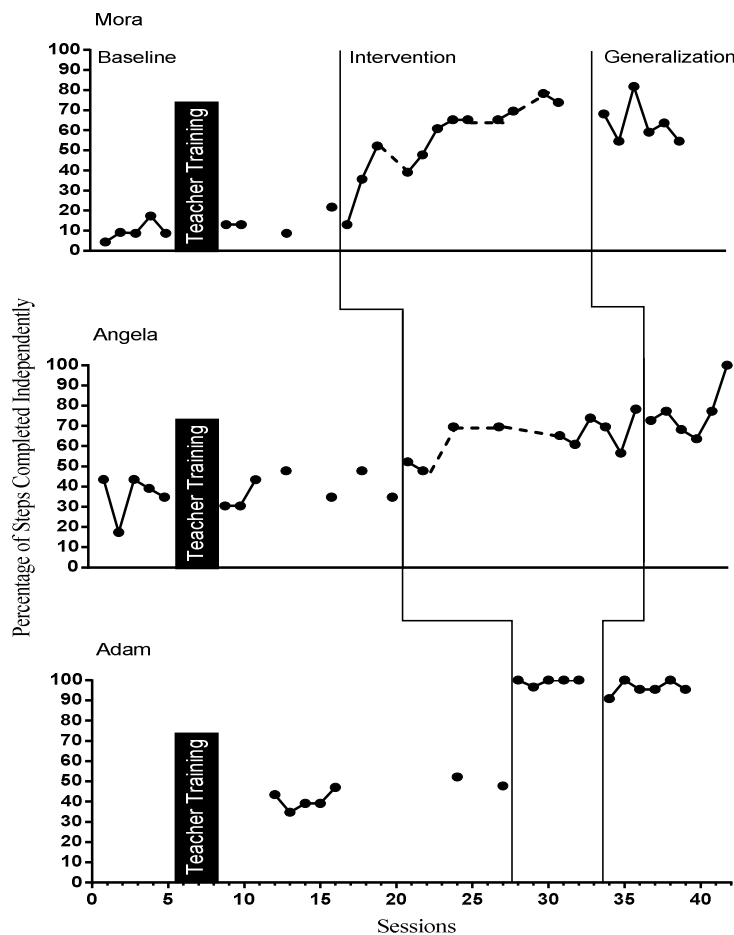 Mora
Baseline
Intervention
Generalization
100
90
80
70
60
50
40
30
20
10
0
Teacher Training
Percentage of Steps Completed Independently
Angela
100
90
80
70
60
50
40
30
20
10
0
Teacher Training
Adam
100
90
80
70
60
50
40
30
20
10
0
Teacher Training
0 5 10 15 20 25 30 35 40
Sessions